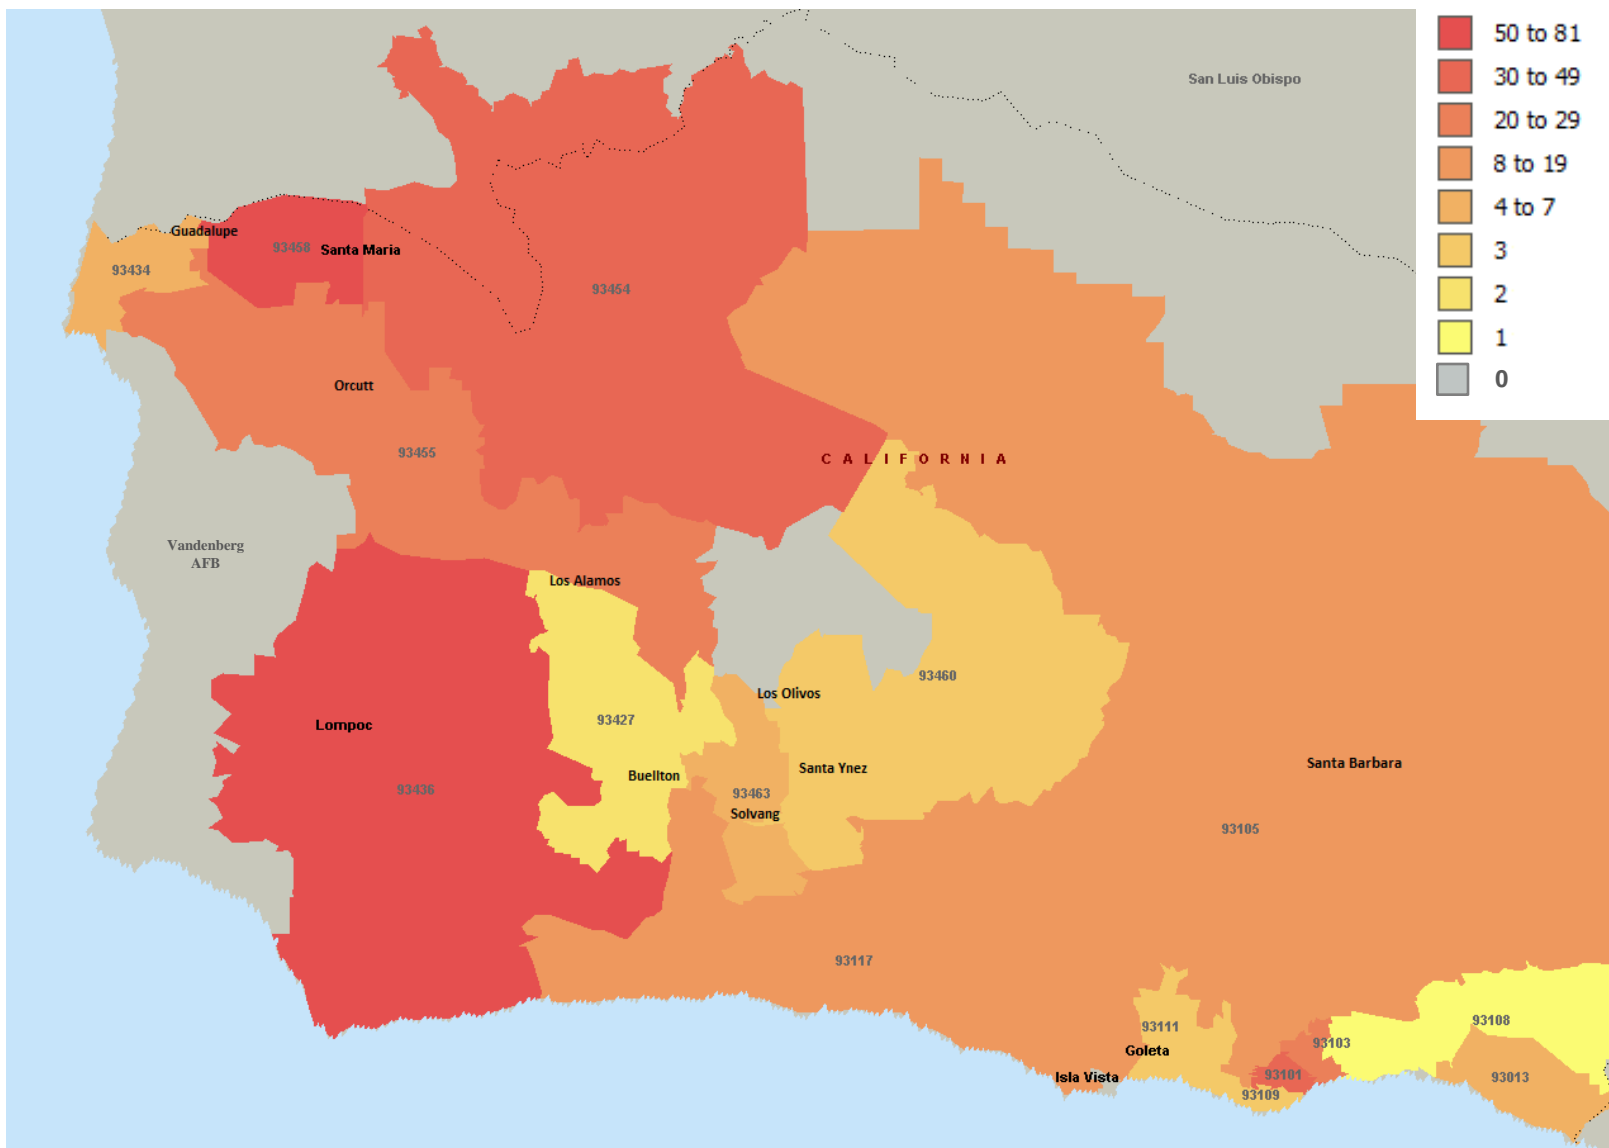 50 to 81
30 to 49
20 to 29
8 to 19
4 to 7
3
2
1
0
San Luis Obispo
Guadalupe
93458
Santa Maria
93434
93454
Orcutt
93455
CALIFORNIA
Vandenberg
AFB
Los Alamos
93460
Los Olivos
93427
Lompoc
Santa Barbara
Santa Ynez
Buellton
93436
93463
Solvang
93105
93117
93108
93111
93103
Goleta
93101
Isla Vista
93013
93109